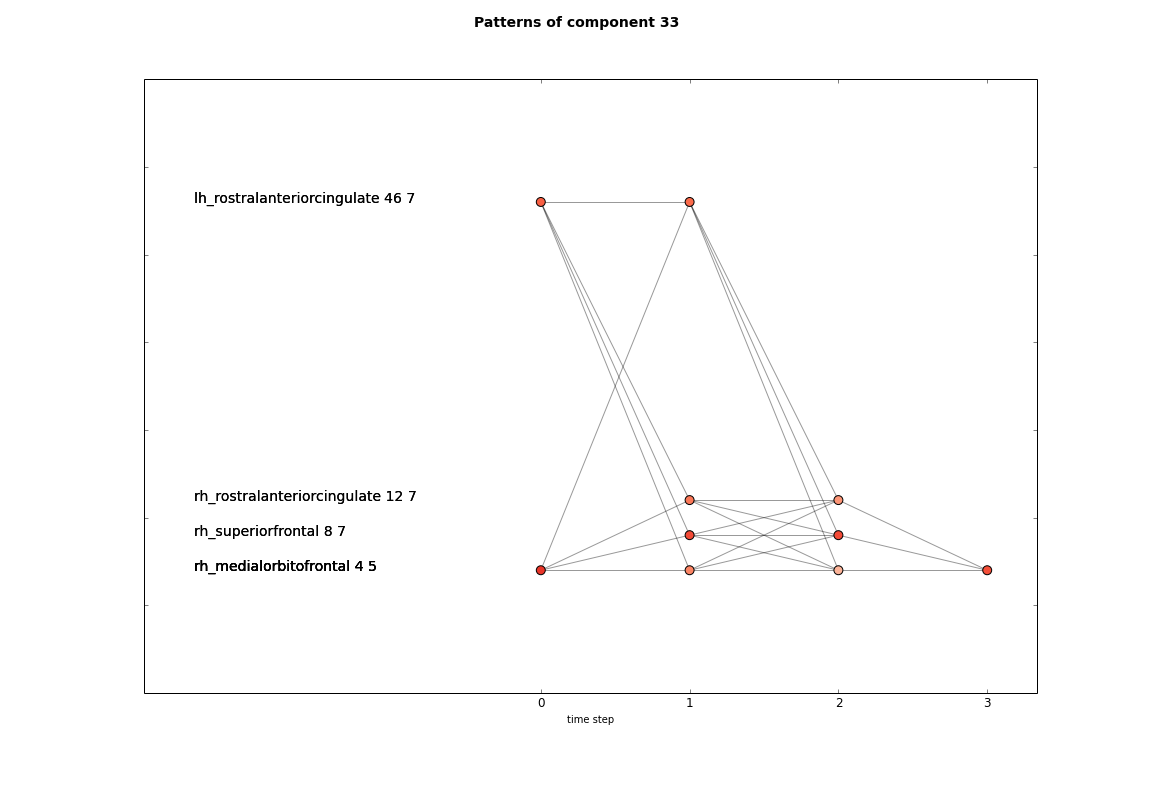 Patterns of component 33
lh_rostralanteriorcingulate 46 7
rh_rostralanteriorcingulate 12 7
rh_superiorfrontal 8 7
rh_medialorbitofrontal 4 5
0 1 2 3
time step